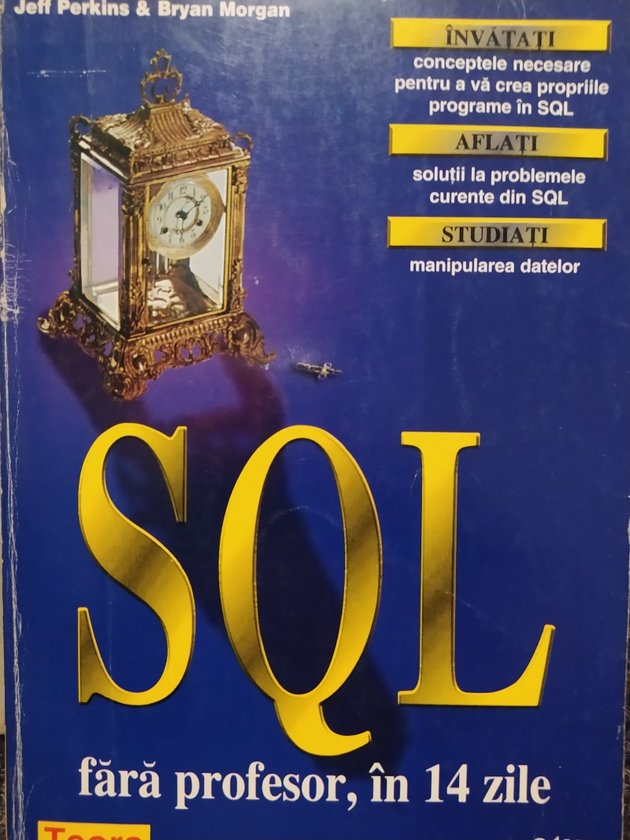 Jeff Perkins & Bryan Morgan
ÎNVĂȚAȚI
conceptele necesare
pentru a vă crea propriile
programe în SQL
AFLAȚI
soluții la problemele
curente din SQL
STUDIAȚI
manipularea datelor
SQL
fără profesor, în 14 zile
Teora